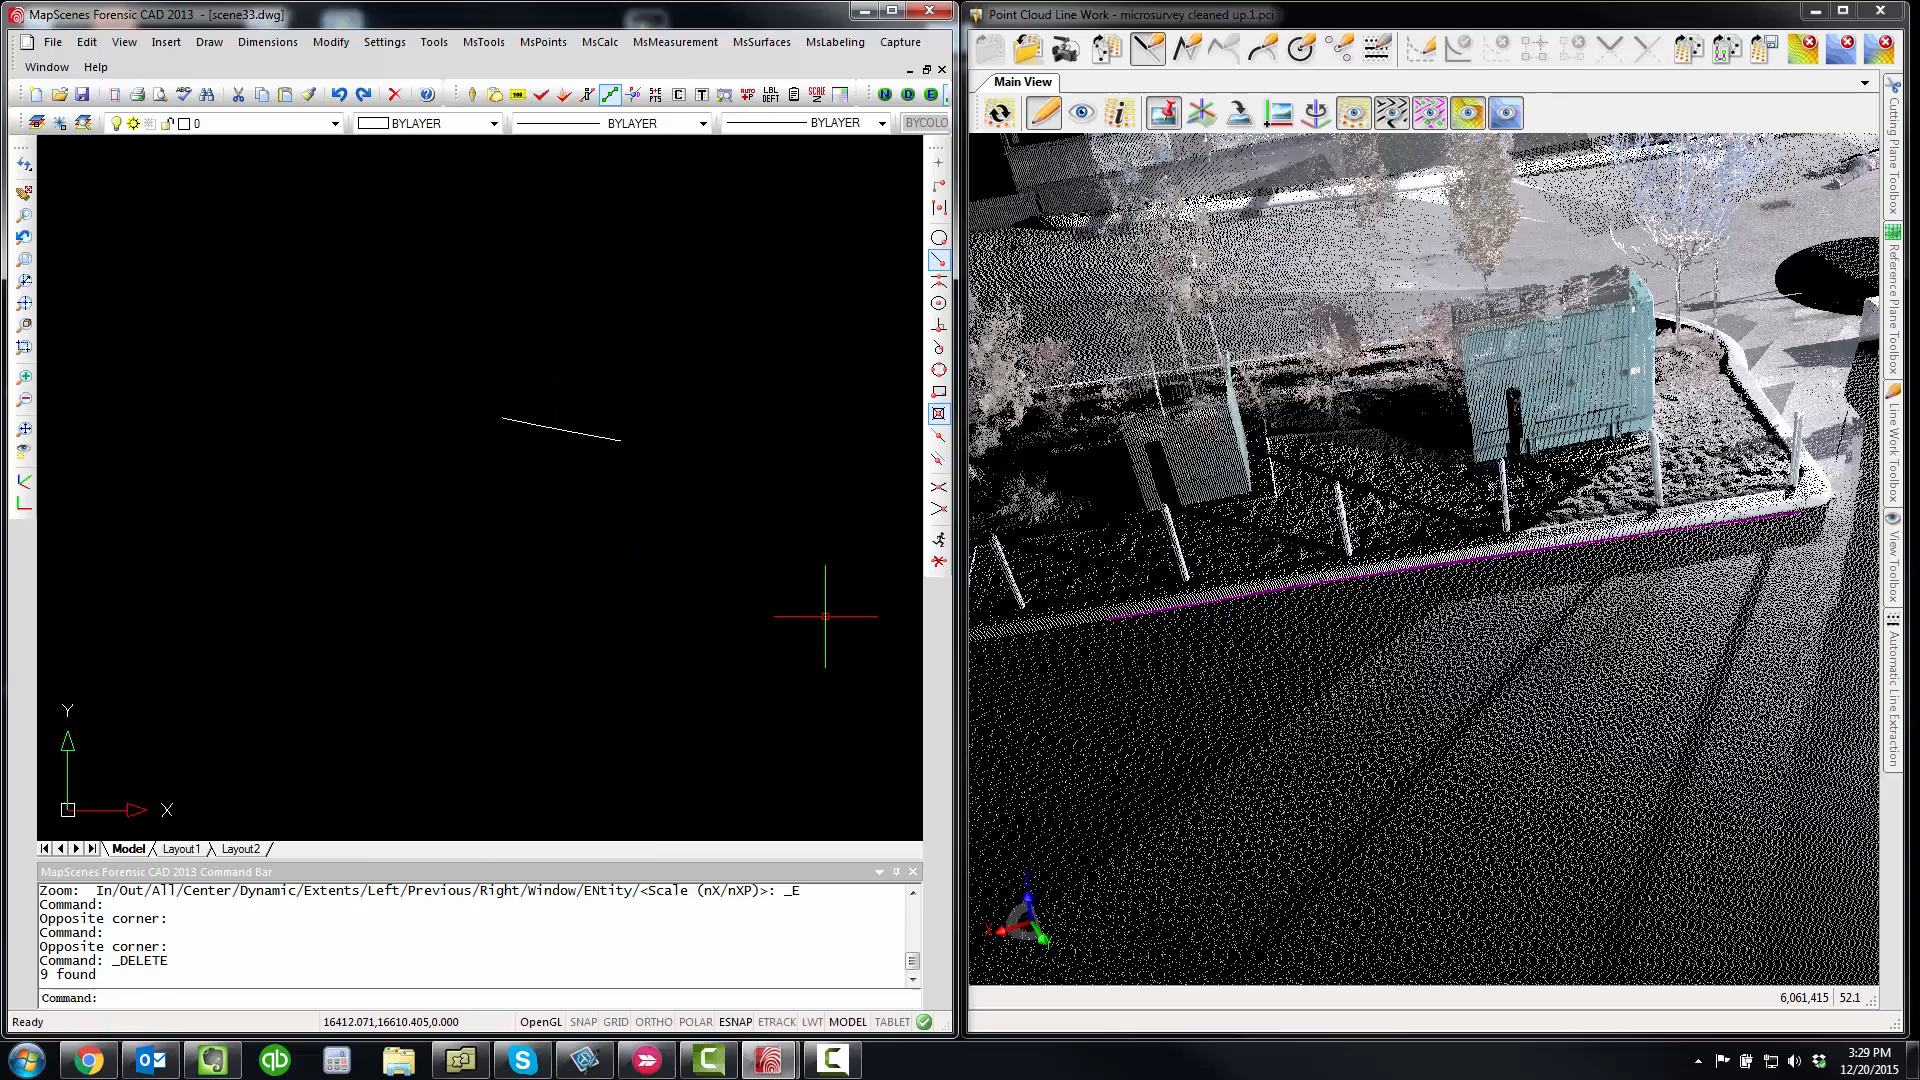 MapScenes Forensic CAD 2013 - [scene33.dwg]
File Edit View Insert Draw Dimensions Modify Settings Tools MsTools MsPoints MsCalc MsMeasurement MsSurfaces MsLabeling Capture
Window Help
0 BYLAYER BYLAYER BYLAYER BYCOLO
Y
X
Model Layout1 Layout2
MapScenes Forensic CAD 2013 Command Bar
Zoom: In/Out/All/Center/Dynamic/Extents/Left/Previous/Right/Window/ENtity/<Scale (nX/nXP)>: _E
Command:
Opposite corner:
Command:
Opposite corner:
Command: _DELETE
9 found
Command:
Ready 16412.071,16610.405,0.000 OpenGL SNAP GRID ORTHO POLAR ESNAP ETRACK LWT MODEL TABLET
Point Cloud Line Work - microsurvey cleaned up.1.pci
Main View
Cutting Plane Toolbox
Reference Plane Toolbox
Line Work Toolbox
View Toolbox
Automatic Line Extraction
Z
X
6,061,415 52.1
3:29 PM
12/20/2015